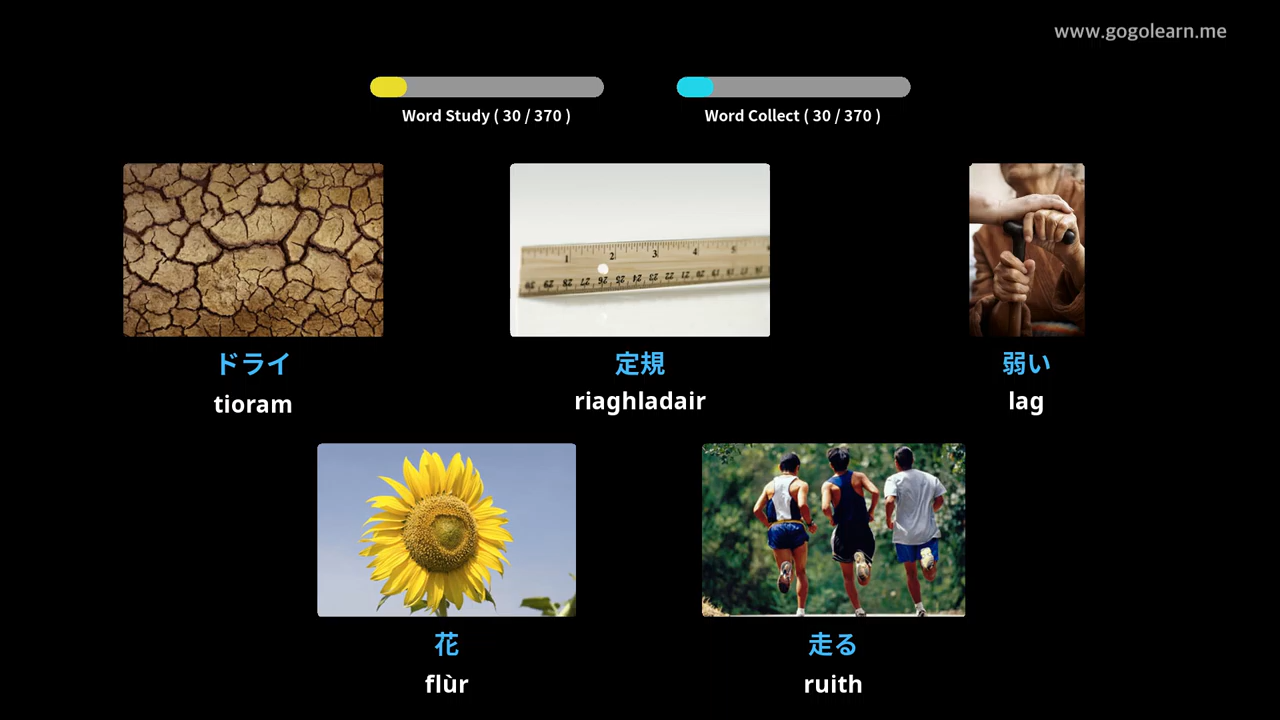 www.gogolearn.me
Word Study ( 30 / 370 )
Word Collect ( 30 / 370 )
ドライ
tioram
定規
riaghladair
弱い
lag
花
flùr
走る
ruith